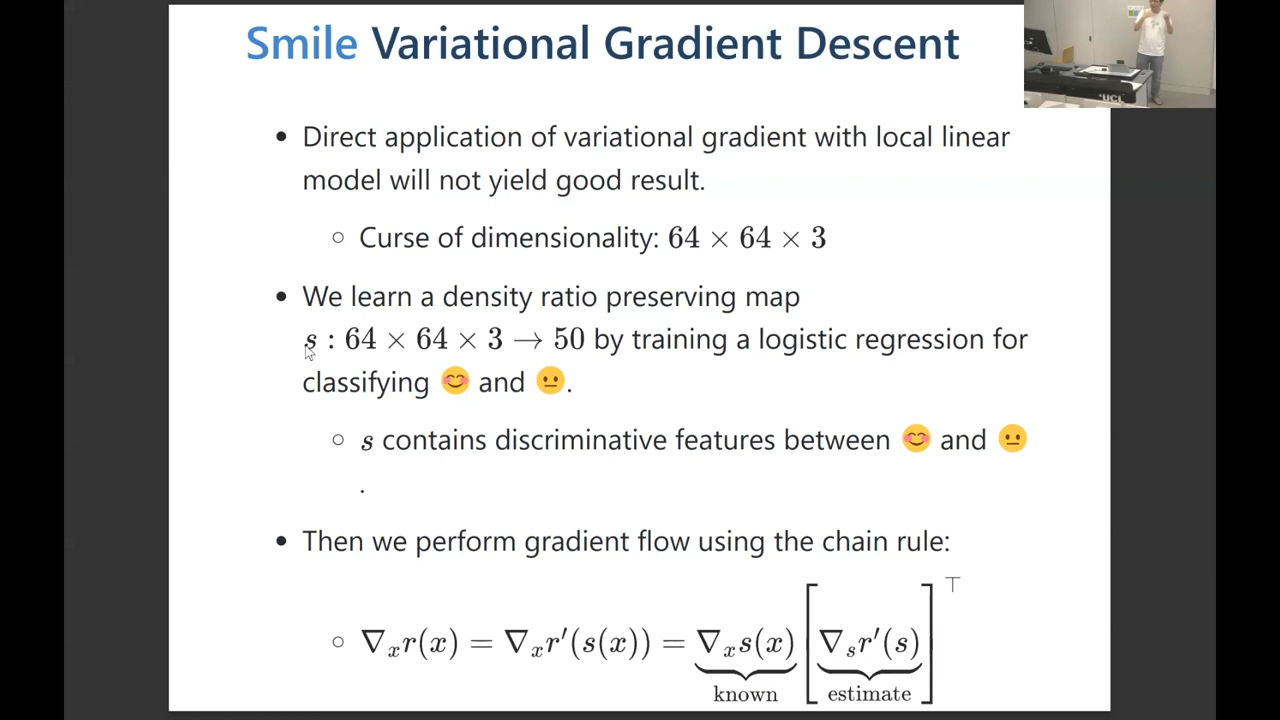 Smile Variational Gradient Descent
UCL
• Direct application of variational gradient with local linear
model will not yield good result.
○ Curse of dimensionality: 64 × 64 × 3
• We learn a density ratio preserving map
s : 64 × 64 × 3 → 50 by training a logistic regression for
classifying 😊 and 😐.
○ s contains discriminative features between 😊 and 😐
.
• Then we perform gradient flow using the chain rule:
○ ∇ₓr(x) = ∇ₓr′(s(x)) = ∇ₓs(x) [∇ₛr′(s)]⊤
known estimate